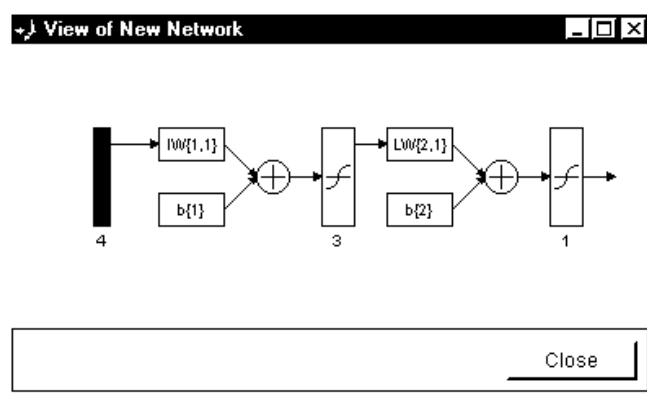 View of New Network
IW{1,1}
LW{2,1}
b{1}
b{2}
4
3
1
Close